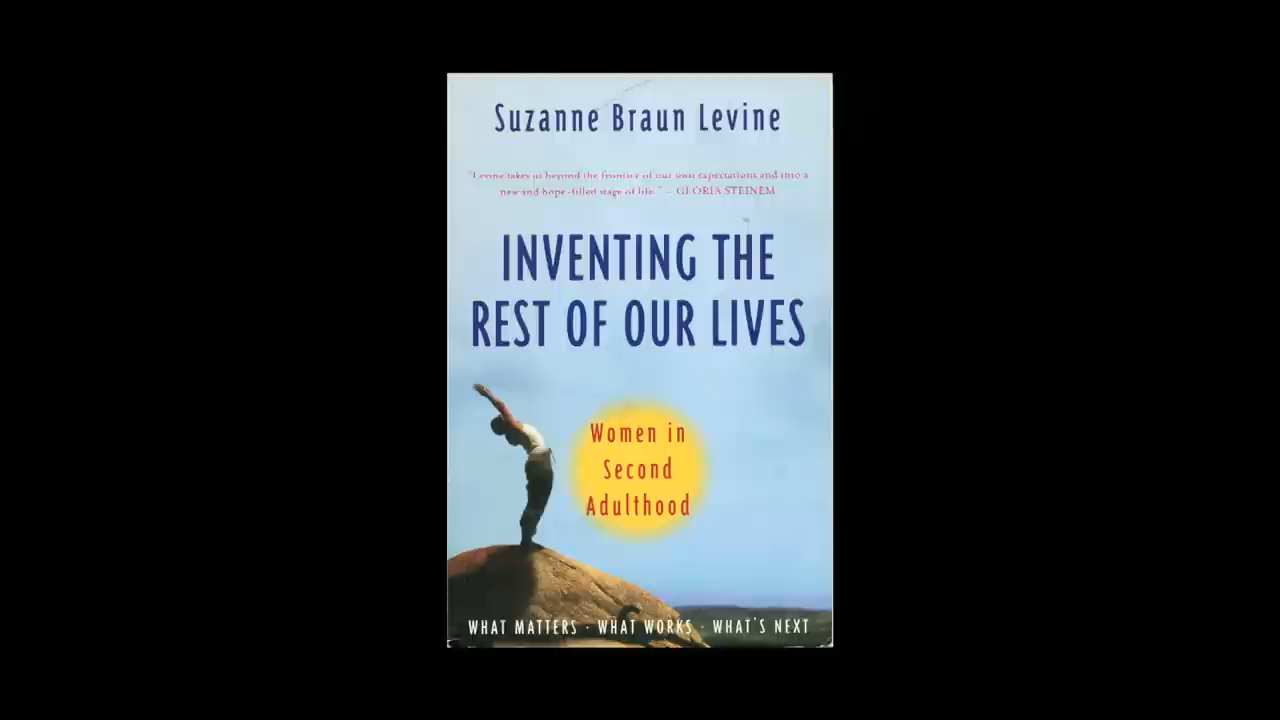 Suzanne Braun Levine
"Levine takes us beyond the frontier of our own expectations and into a
new and hope-filled stage of life." – GLORIA STEINEM
INVENTING THE
REST OF OUR LIVES
Women in
Second
Adulthood
WHAT MATTERS · WHAT WORKS · WHAT'S NEXT